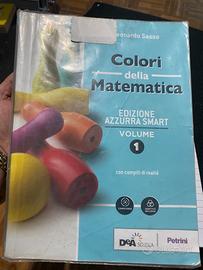 Leonardo Sasso
Colori
della
Matematica
EDIZIONE
AZZURRA SMART
VOLUME
1
con compiti di realtà
DeA SCUOLA
Petrini